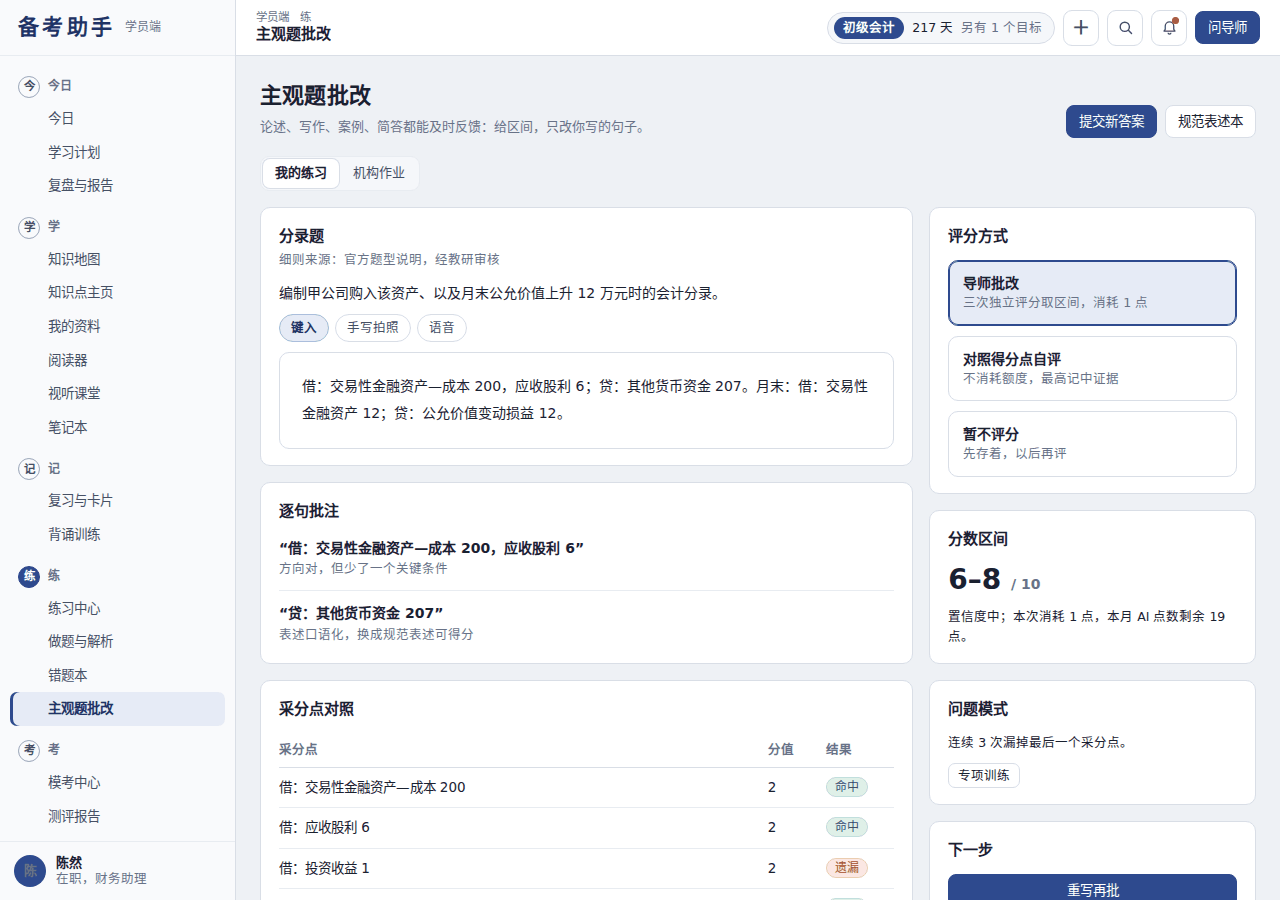 备考助手 学员端
今 今日
今日
学习计划
复盘与报告
学 学
知识地图
知识点主页
我的资料
阅读器
视听课堂
笔记本
记 记
复习与卡片
背诵训练
练 练
练习中心
做题与解析
错题本
主观题批改
考 考
模考中心
测评报告
陈 陈然
在职，财务助理
学员端 练
主观题批改
初级会计 217 天 另有 1 个目标
问导师
主观题批改
论述、写作、案例、简答都能及时反馈：给区间，只改你写的句子。
提交新答案 规范表述本
我的练习 机构作业
分录题
细则来源：官方题型说明，经教研审核
编制甲公司购入该资产、以及月末公允价值上升 12 万元时的会计分录。
键入 手写拍照 语音
借：交易性金融资产—成本 200，应收股利 6；贷：其他货币资金 207。月末：借：交易性
金融资产 12；贷：公允价值变动损益 12。
逐句批注
“借：交易性金融资产—成本 200，应收股利 6”
方向对，但少了一个关键条件
“贷：其他货币资金 207”
表述口语化，换成规范表述可得分
采分点对照
采分点 分值 结果
借：交易性金融资产—成本 200 2 命中
借：应收股利 6 2 命中
借：投资收益 1 2 遗漏
评分方式
导师批改
三次独立评分取区间，消耗 1 点
对照得分点自评
不消耗额度，最高记中证据
暂不评分
先存着，以后再评
分数区间
6–8 / 10
置信度中；本次消耗 1 点，本月 AI 点数剩余 19
点。
问题模式
连续 3 次漏掉最后一个采分点。
专项训练
下一步
重写再批